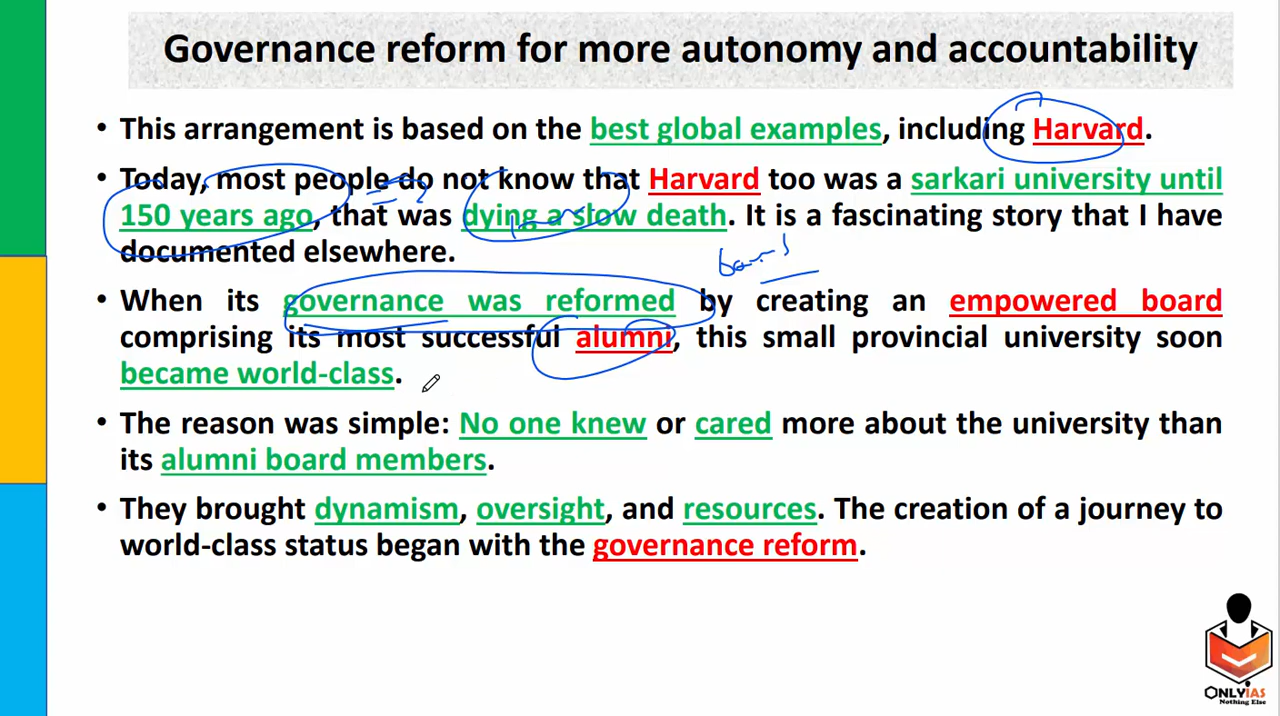 Governance reform for more autonomy and accountability
• This arrangement is based on the best global examples, including Harvard.
• Today, most people do not know that Harvard too was a sarkari university until
150 years ago, that was dying a slow death. It is a fascinating story that I have
documented elsewhere.
• When its governance was reformed by creating an empowered board
comprising its most successful alumni, this small provincial university soon
became world-class.
• The reason was simple: No one knew or cared more about the university than
its alumni board members.
• They brought dynamism, oversight, and resources. The creation of a journey to
world-class status began with the governance reform.
ONLYIAS
Nothing Else